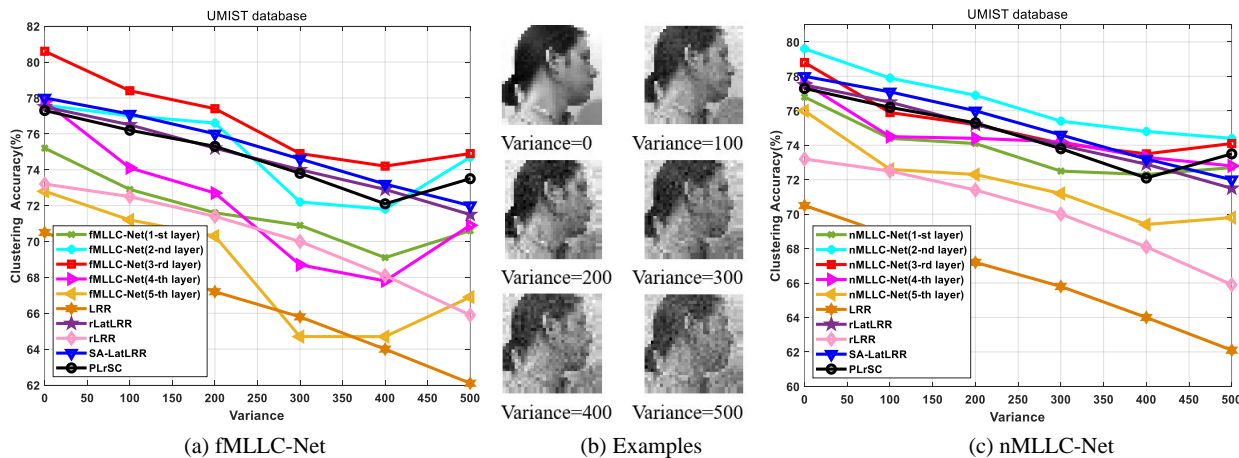 UMIST database
Clustering Accuracy(%)
82
80
78
76
74
72
70
68
66
64
62
fMLLC-Net(1-st layer)
fMLLC-Net(2-nd layer)
fMLLC-Net(3-rd layer)
fMLLC-Net(4-th layer)
fMLLC-Net(5-th layer)
LRR
rLatLRR
rLRR
SA-LatLRR
PLrSC
0 50 100 150 200 250 300 350 400 450 500
Variance
(a) fMLLC-Net
Variance=0 Variance=100
Variance=200 Variance=300
Variance=400 Variance=500
(b) Examples
UMIST database
Clustering Accuracy(%)
80
78
76
74
72
70
68
66
64
62
60
nMLLC-Net(1-st layer)
nMLLC-Net(2-nd layer)
nMLLC-Net(3-rd layer)
nMLLC-Net(4-th layer)
nMLLC-Net(5-th layer)
LRR
rLatLRR
rLRR
SA-LatLRR
PLrSC
0 50 100 150 200 250 300 350 400 450 500
Variance
(c) nMLLC-Net